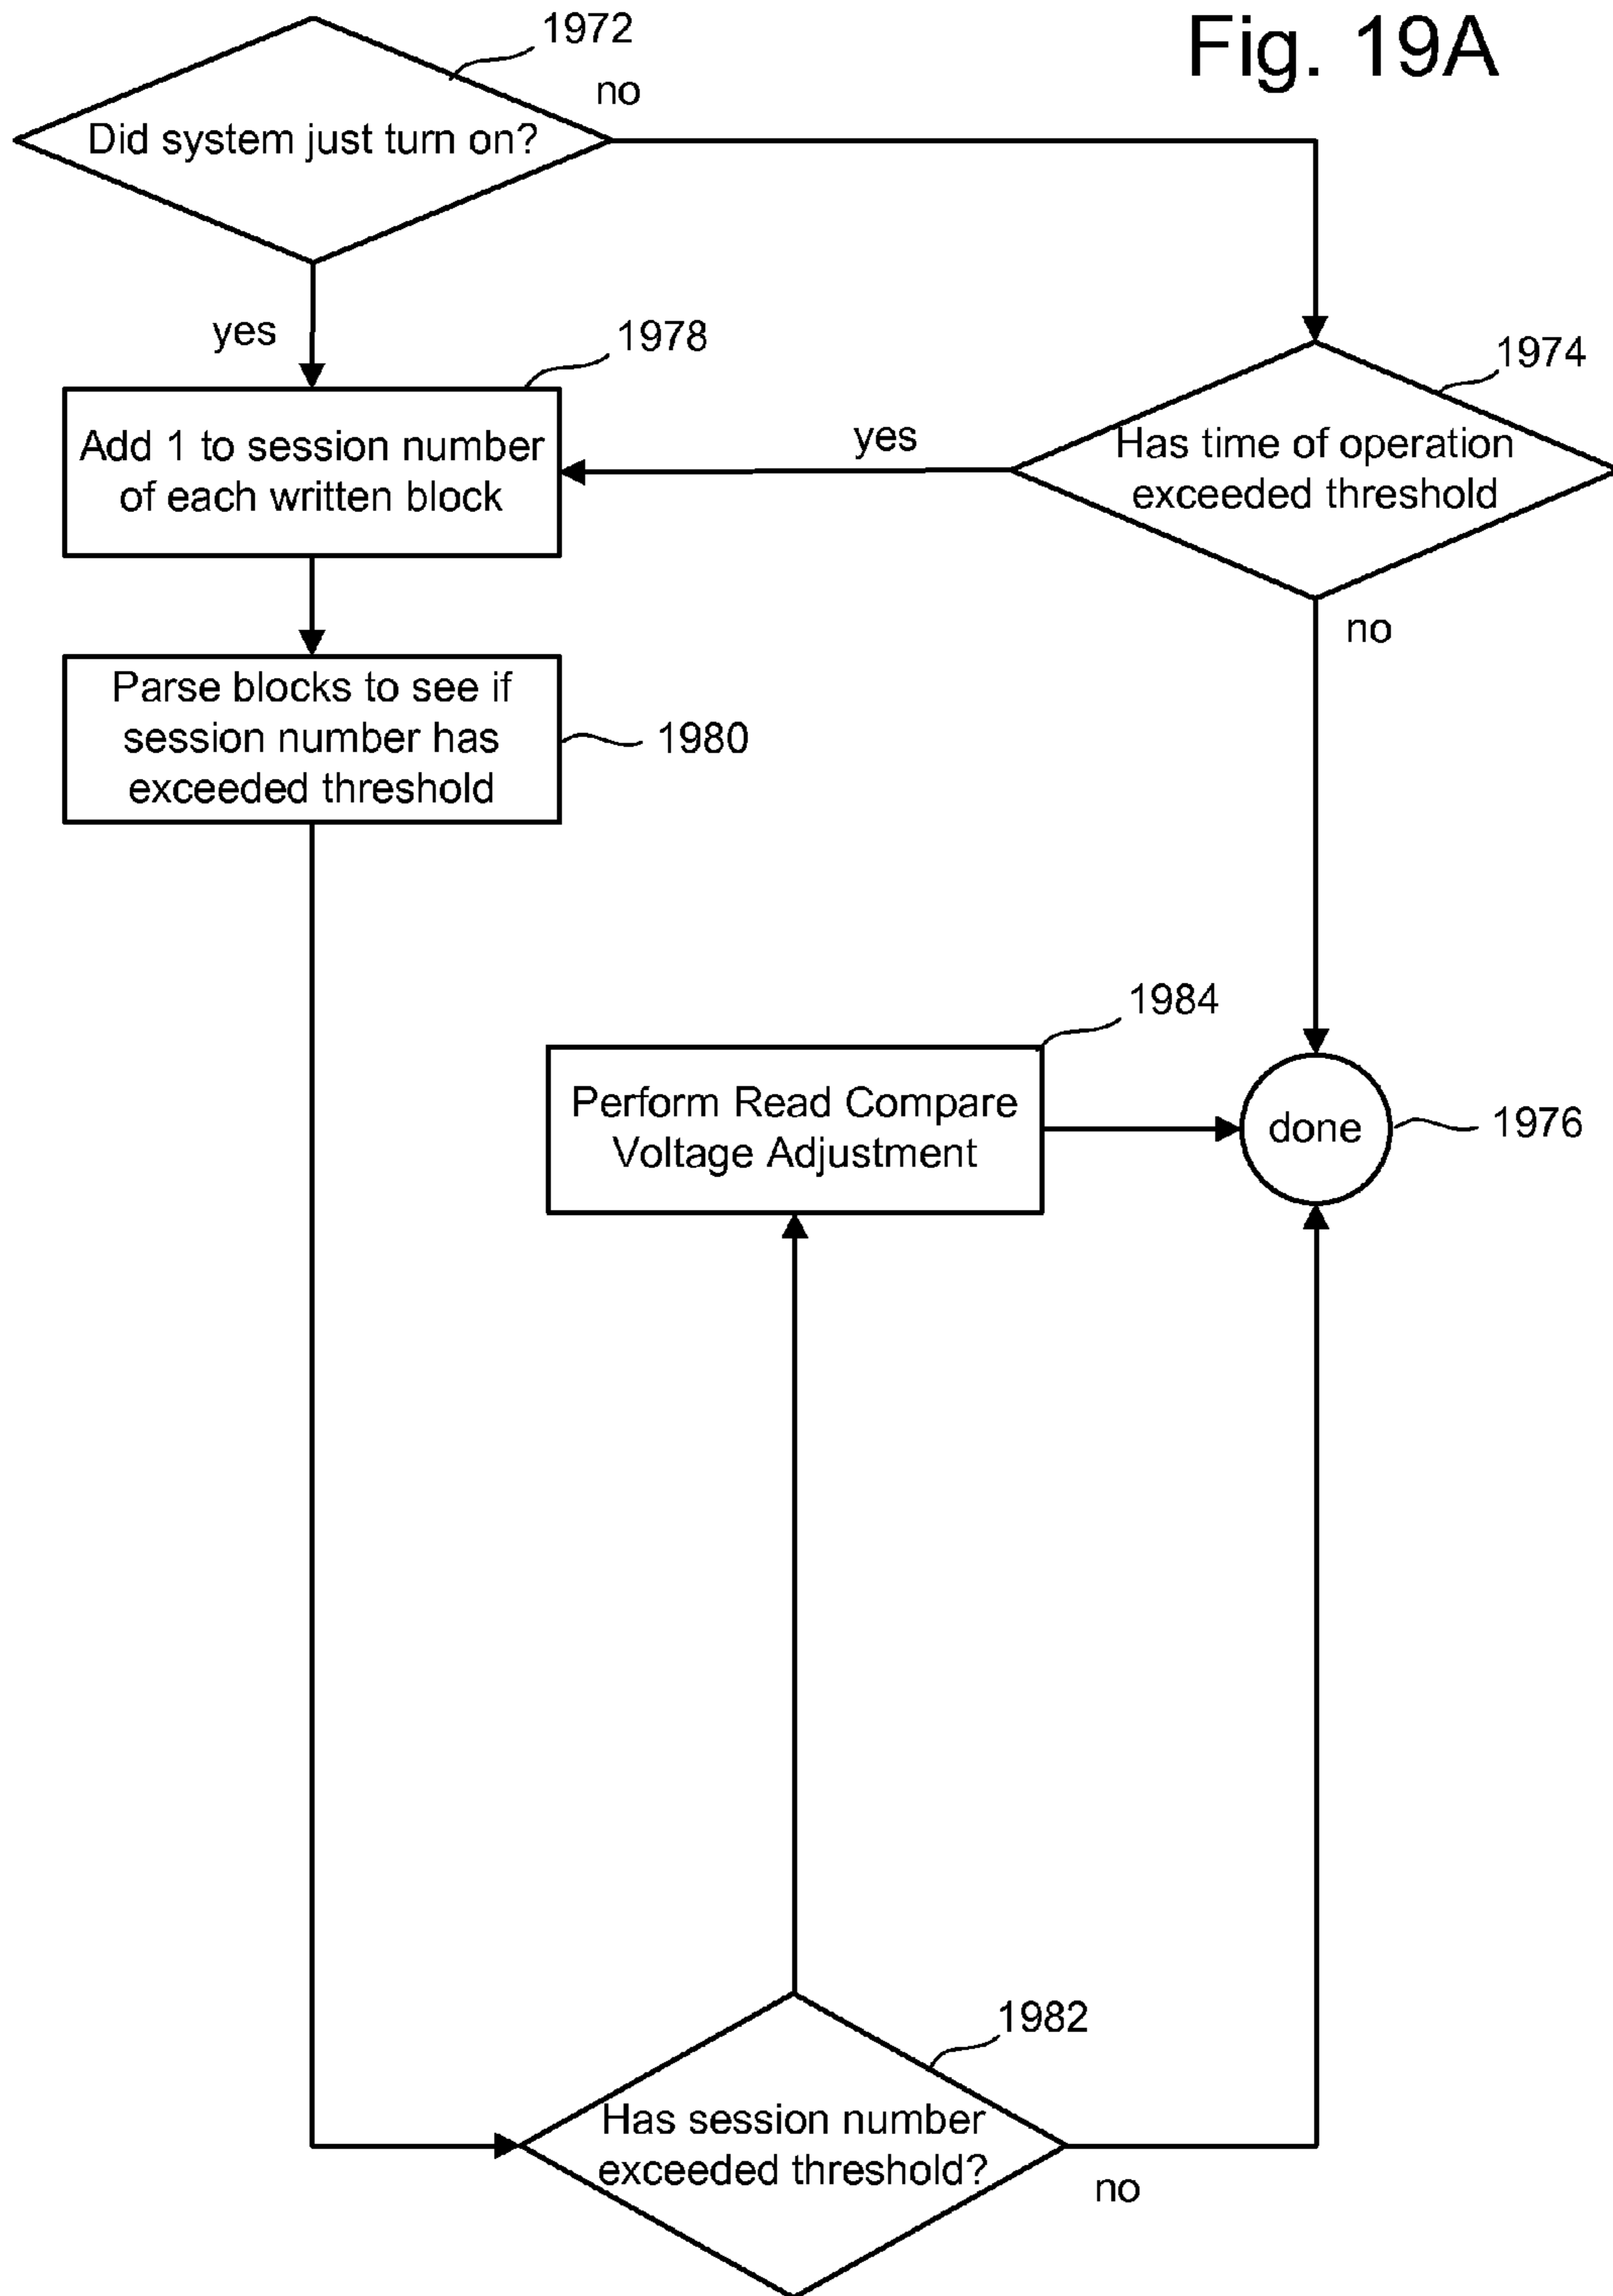 Fig. 19A
1972
no
Did system just turn on?
yes
1978
1974
Add 1 to session number
of each written block
yes
Has time of operation
exceeded threshold
no
Parse blocks to see if
session number has
exceeded threshold
1980
1984
Perform Read Compare
Voltage Adjustment
done
1976
1982
Has session number
exceeded threshold?
no